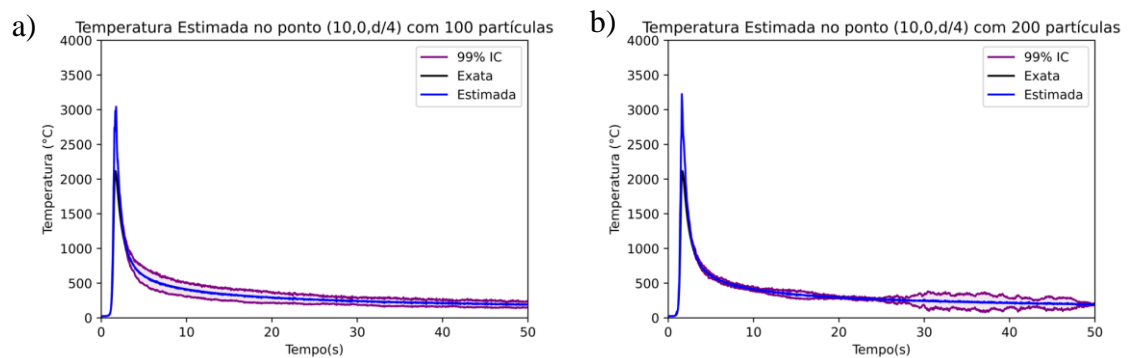 a)
Temperatura Estimada no ponto (10,0,d/4) com 100 partículas
4000
3500
3000
2500
2000
1500
1000
500
0
Temperatura (°C)
99% IC
Exata
Estimada
0 10 20 30 40 50
Tempo(s)
b)
Temperatura Estimada no ponto (10,0,d/4) com 200 partículas
4000
3500
3000
2500
2000
1500
1000
500
0
Temperatura (°C)
99% IC
Exata
Estimada
0 10 20 30 40 50
Tempo(s)